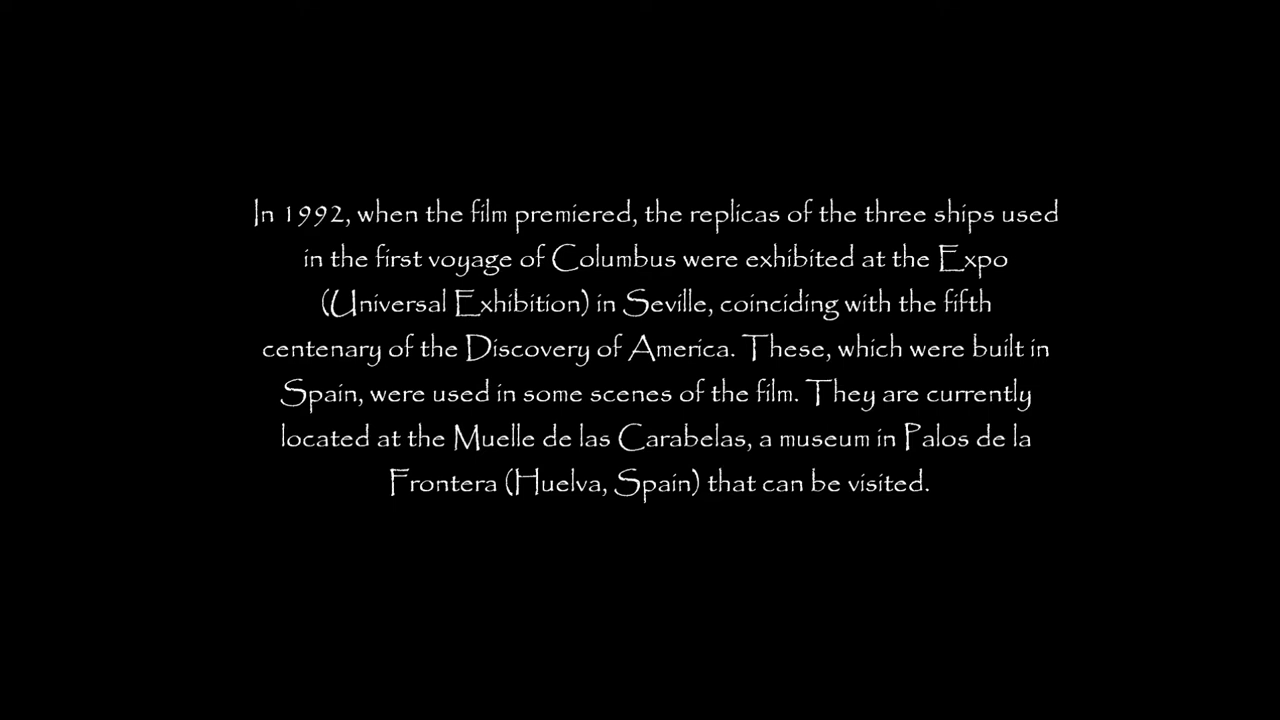 In 1992, when the film premiered, the replicas of the three ships used
in the first voyage of Columbus were exhibited at the Expo
(Universal Exhibition) in Seville, coinciding with the fifth
centenary of the Discovery of America. These, which were built in
Spain, were used in some scenes of the film. They are currently
located at the Muelle de las Carabelas, a museum in Palos de la
Frontera (Huelva, Spain) that can be visited.